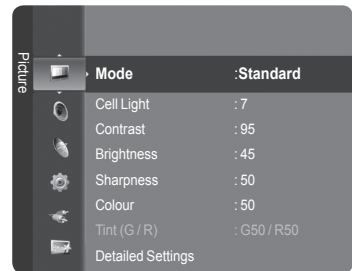 Picture
Mode :Standard
Cell Light : 7
Contrast : 95
Brightness : 45
Sharpness : 50
Colour : 50
Tint (G / R) : G50 / R50
Detailed Settings